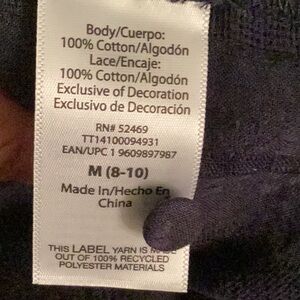 Body/Cuerpo:
100% Cotton/Algodón
Lace/Encaje:
100% Cotton/Algodón
Exclusive of Decoration
Exclusivo de Decoración
RN# 52469
TT14100094931
EAN/UPC 1 9609897987
M (8-10)
Made In/Hecho En
China
THIS LABEL YARN IS MADE
OUT OF 100% RECYCLED
POLYESTER MATERIALS